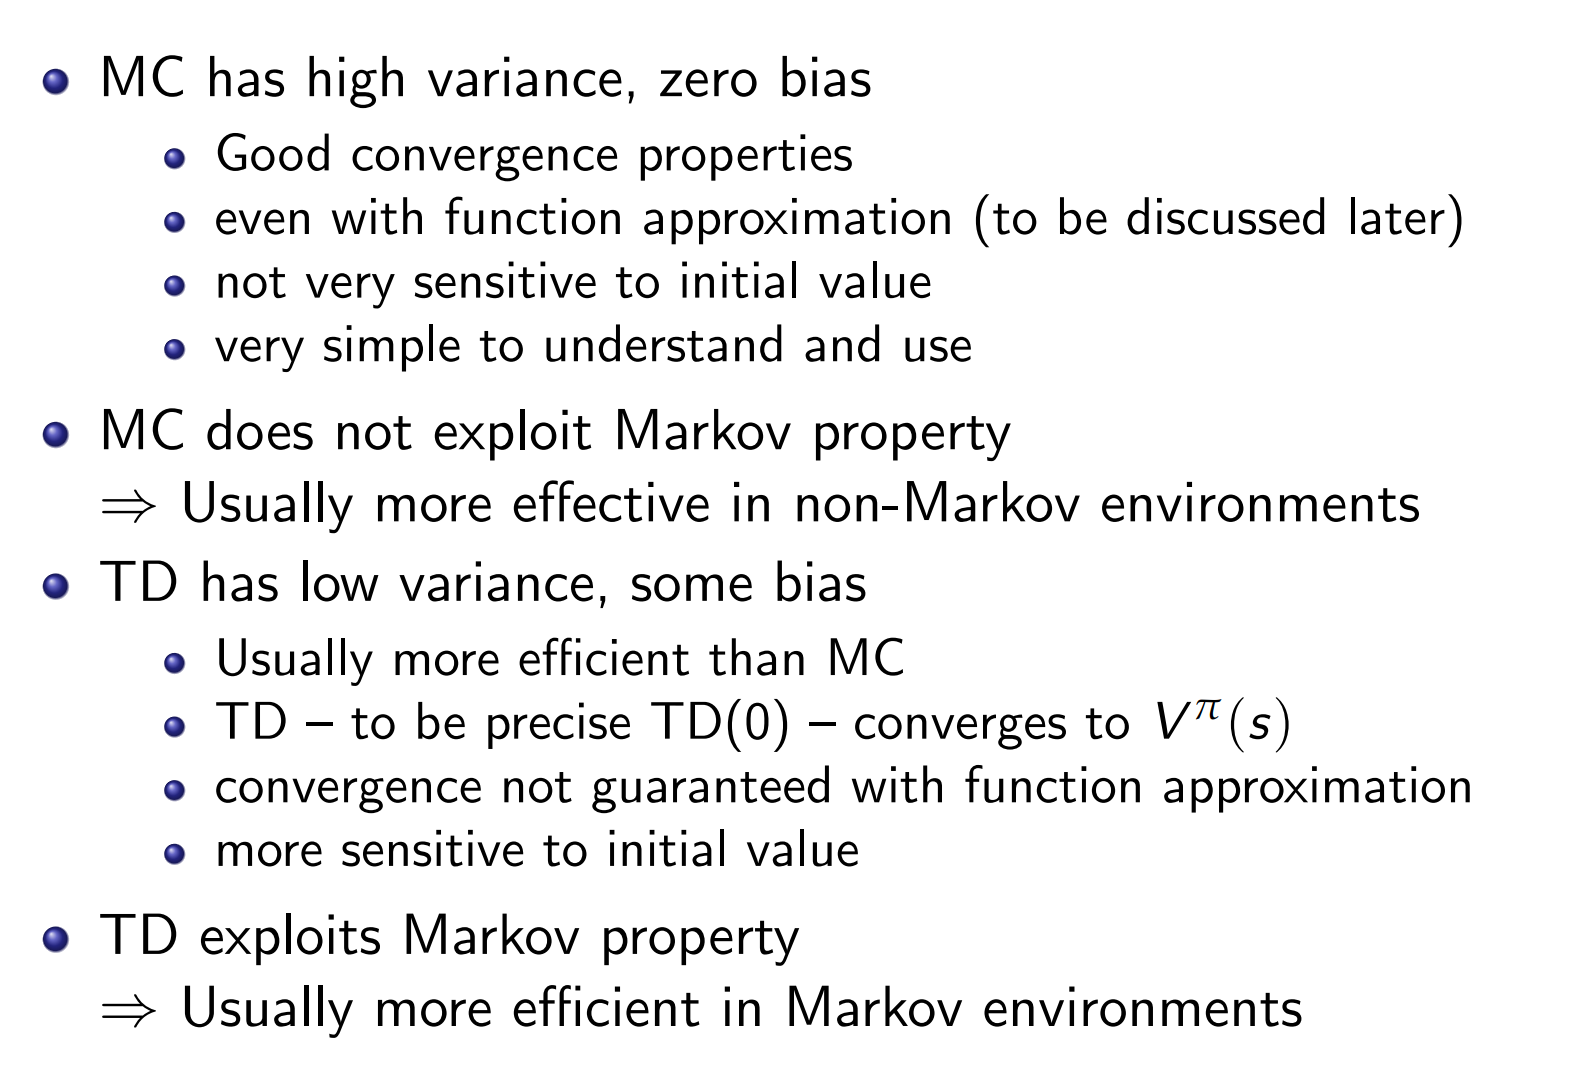 MC has high variance, zero bias
Good convergence properties
even with function approximation (to be discussed later)
not very sensitive to initial value
very simple to understand and use
MC does not exploit Markov property
⇒ Usually more effective in non-Markov environments
TD has low variance, some bias
Usually more efficient than MC
TD – to be precise TD(0) – converges to V^π(s)
convergence not guaranteed with function approximation
more sensitive to initial value
TD exploits Markov property
⇒ Usually more efficient in Markov environments